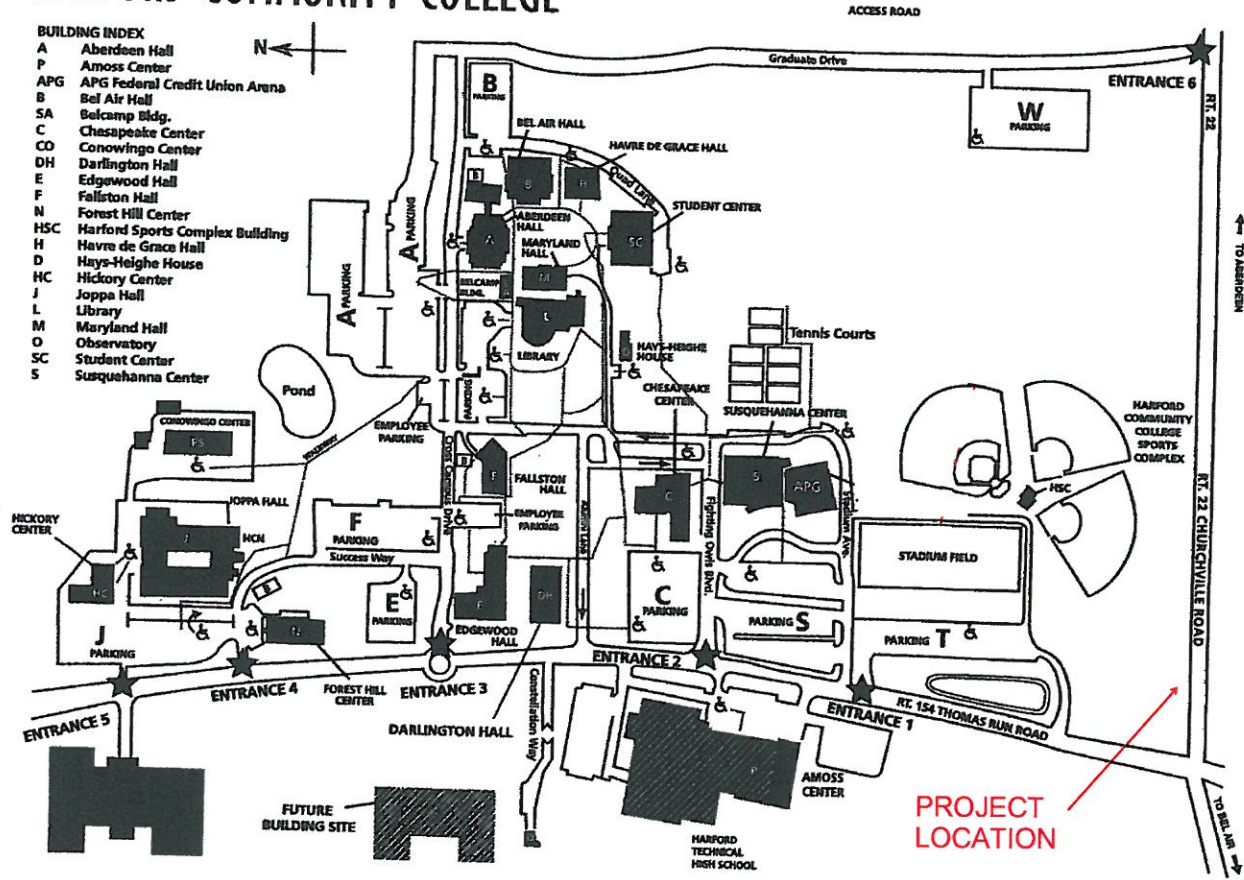 COMMUNITY COLLEGE
ACCESS ROAD
BUILDING INDEX
A Aberdeen Hall
P Amoss Center
APG APG Federal Credit Union Arena
B Bel Air Hall
SA Belcamp Bldg.
C Chesapeake Center
CO Conowingo Center
DH Darlington Hall
E Edgewood Hall
F Fallston Hall
N Forest Hill Center
HSC Harford Sports Complex Building
H Havre de Grace Hall
D Hays-Heighe House
HC Hickory Center
J Joppa Hall
L Library
M Maryland Hall
O Observatory
SC Student Center
S Susquehanna Center
N
Graduate Drive
ENTRANCE 6
RT. 22
W
PARKING
B
PARKING
BEL AIR HALL
HAVRE DE GRACE HALL
Quad Lane
STUDENT CENTER
B
B
H
SC
A
ABERDEEN
HALL
MARYLAND
HALL
M
A PARKING
A PARKING
BELCAMP
BLDG.
L
LIBRARY
HAYS-HEIGHE
HOUSE
CHESAPEAKE
CENTER
Tennis Courts
SUSQUEHANNA CENTER
TO ABERDEEN
Pond
PARKING L
EMPLOYEE
PARKING
WALKWAY
CONOWINGO CENTER
JOPPA HALL
HICKORY
CENTER
HC
J
HCN
F
PARKING
Success Way
Cross Campus Drive
B
F
FALLSTON
HALL
EMPLOYEE
PARKING
C
S
APG
Fighting Owls Blvd.
Stadium Ave.
HARFORD
COMMUNITY
COLLEGE
SPORTS
COMPLEX
HSC
STADIUM FIELD
RT. 22 CHURCHVILLE ROAD
B
E
PARKING
E
EDGEWOOD
HALL
DH
C
PARKING
PARKING S
PARKING T
J
PARKING
ENTRANCE 5
ENTRANCE 4
FOREST HILL
CENTER
ENTRANCE 3
ENTRANCE 2
ENTRANCE 1
RT. 154 THOMAS RUN ROAD
DARLINGTON HALL
Constellation Way
P
AMOSS
CENTER
FUTURE
BUILDING SITE
HARFORD
TECHNICAL
HIGH SCHOOL
PROJECT
LOCATION
TO BEL AIR